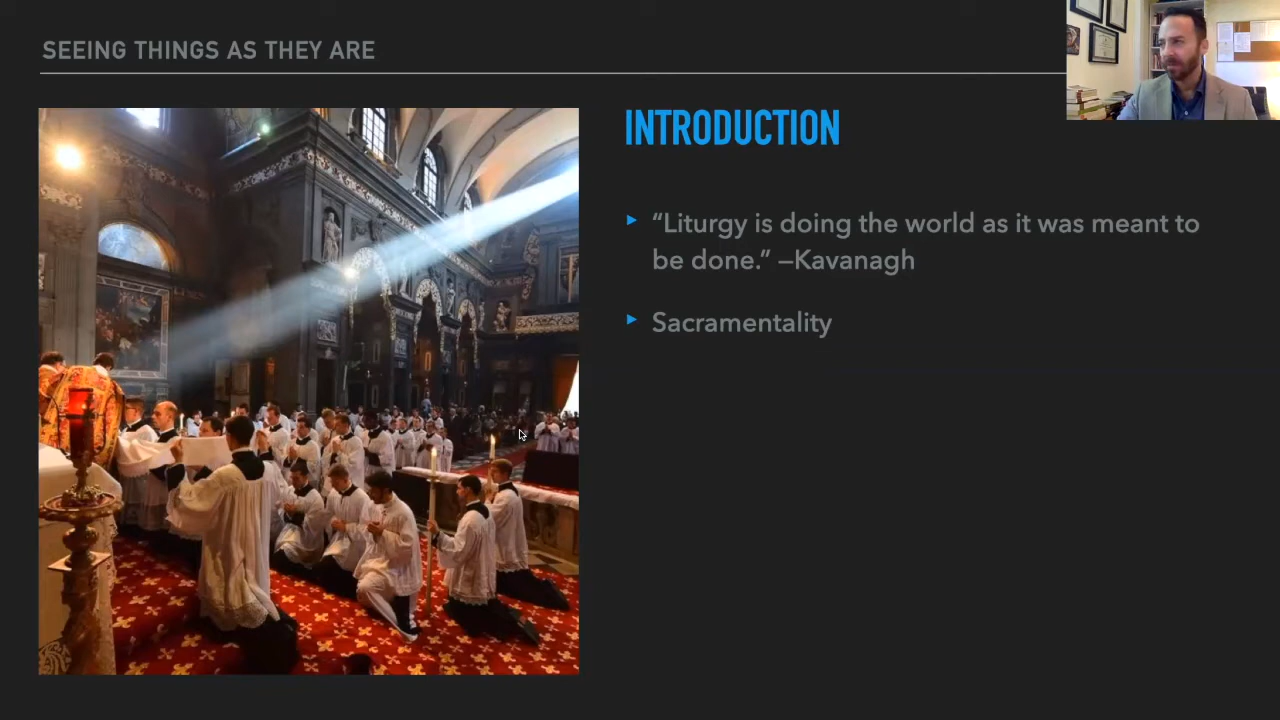 SEEING THINGS AS THEY ARE
INTRODUCTION
“Liturgy is doing the world as it was meant to
be done.” –Kavanagh
Sacramentality